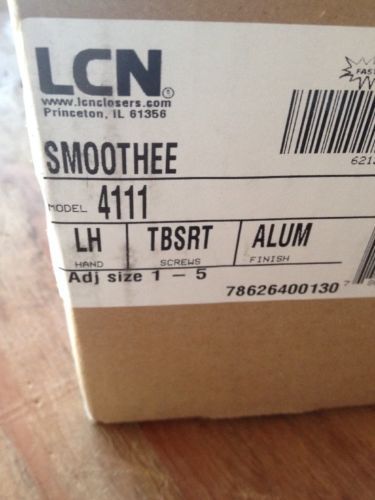 LCN®
www.lcnclosers.com
Princeton, IL 61356
FAST
SMOOTHEE
MODEL 4111
LH TBSRT ALUM
HAND SCREWS FINISH
Adj size 1 – 5
78626400130